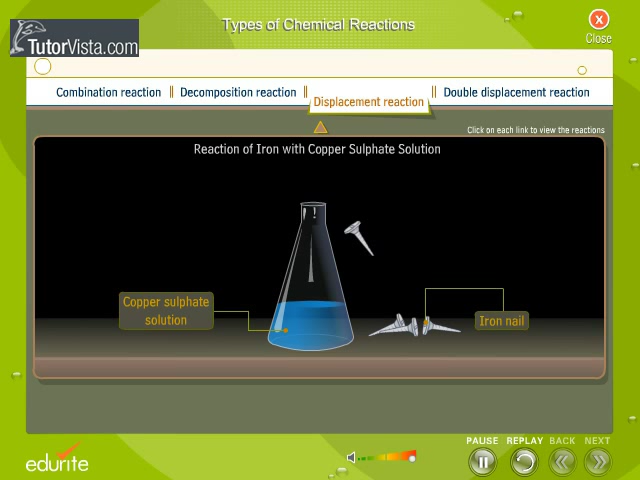 Types of Chemical Reactions
X
Close
TutorVista.com
Combination reaction
Decomposition reaction
Displacement reaction
Double displacement reaction
Click on each link to view the reactions
Reaction of Iron with Copper Sulphate Solution
Copper sulphate
solution
Iron nail
PAUSE REPLAY BACK NEXT
edurite